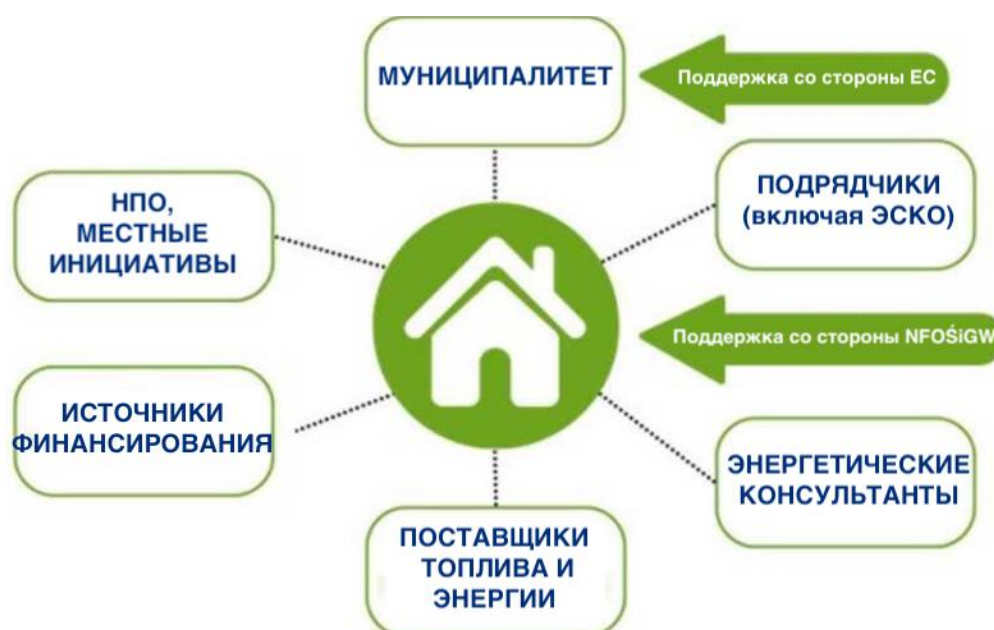 МУНИЦИПАЛИТЕТ
Поддержка со стороны ЕС
ПОДРЯДЧИКИ
(включая ЭСКО)
НПО,
МЕСТНЫЕ
ИНИЦИАТИВЫ
Поддержка со стороны NFOŚiGW
ИСТОЧНИКИ
ФИНАНСИРОВАНИЯ
ЭНЕРГЕТИЧЕСКИЕ
КОНСУЛЬТАНТЫ
ПОСТАВЩИКИ
ТОПЛИВА И
ЭНЕРГИИ